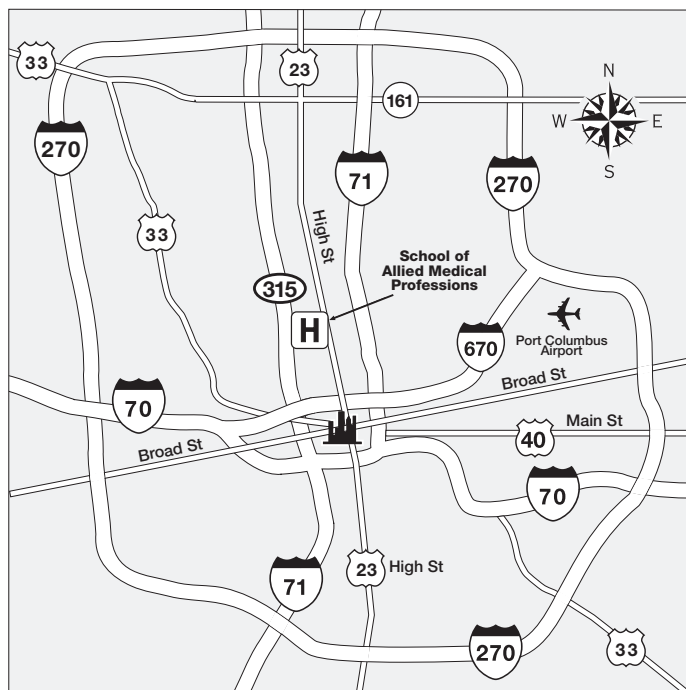 33
23
N
161
W
E
S
270
71
270
33
High St
School of
Allied Medical
Professions
315
H
670
Port Columbus
Airport
Broad St
70
Main St
40
Broad St
70
23
High St
71
33
270